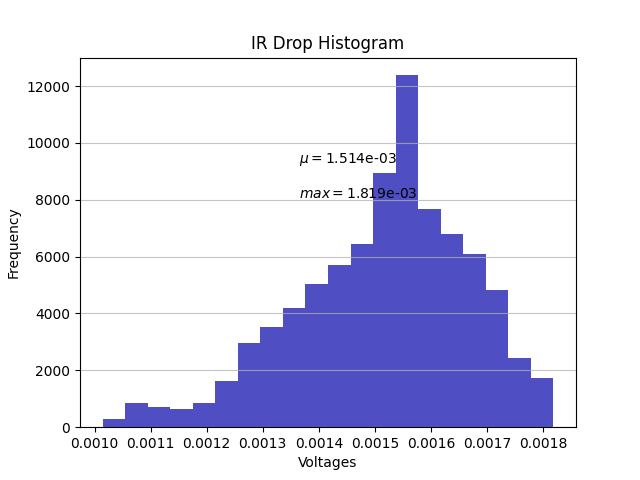 IR Drop Histogram
12000
10000
8000
6000
4000
2000
0
Frequency
μ = 1.514e-03
max = 1.819e-03
0.0010 0.0011 0.0012 0.0013 0.0014 0.0015 0.0016 0.0017 0.0018
Voltages